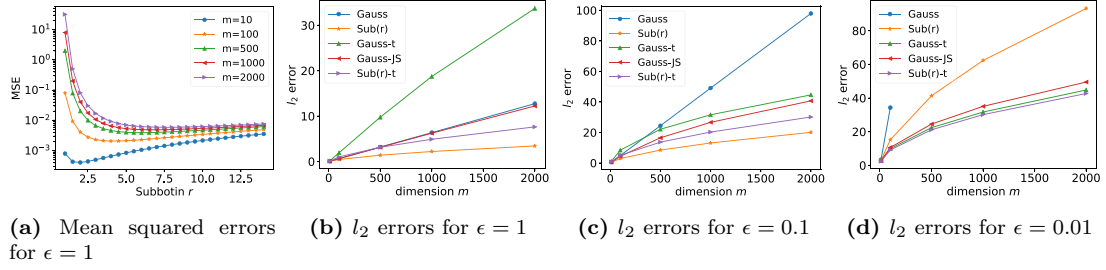 10¹
10⁰
10⁻¹
10⁻²
10⁻³
MSE
2.5 5.0 7.5 10.0 12.5
Subbotin r
m=10
m=100
m=500
m=1000
m=2000
30
20
10
0
l₂ error
0 500 1000 1500 2000
dimension m
Gauss
Sub(r)
Gauss-t
Gauss-JS
Sub(r)-t
100
80
60
40
20
0
l₂ error
0 500 1000 1500 2000
dimension m
Gauss
Sub(r)
Gauss-t
Gauss-JS
Sub(r)-t
80
60
40
20
0
l₂ error
0 500 1000 1500 2000
dimension m
Gauss
Sub(r)
Gauss-t
Gauss-JS
Sub(r)-t
(a) Mean squared errors
for ϵ = 1
(b) l₂ errors for ϵ = 1
(c) l₂ errors for ϵ = 0.1
(d) l₂ errors for ϵ = 0.01